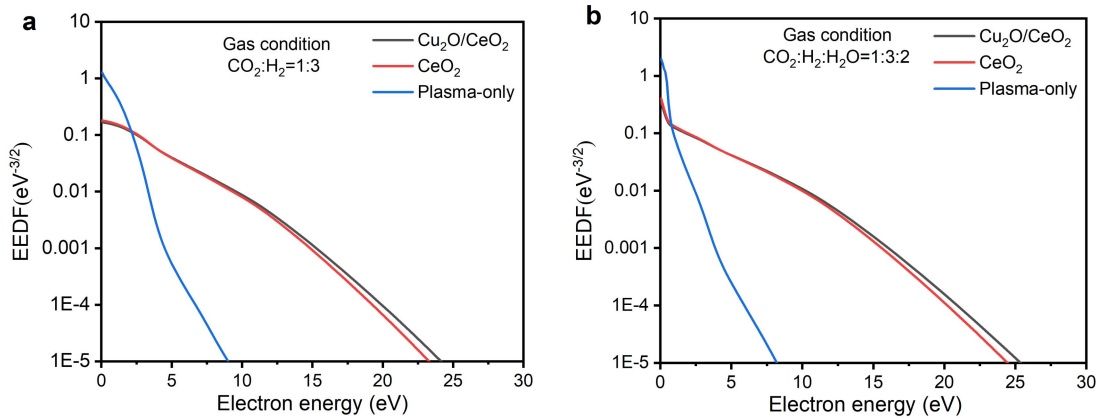 a
Gas condition
CO₂:H₂=1:3
Cu₂O/CeO₂
CeO₂
Plasma-only
EEDF(eV⁻³/²)
10
1
0.1
0.01
0.001
1E-4
1E-5
0 5 10 15 20 25 30
Electron energy (eV)
b
Gas condition
CO₂:H₂:H₂O=1:3:2
Cu₂O/CeO₂
CeO₂
Plasma-only
EEDF(eV⁻³/²)
10
1
0.1
0.01
0.001
1E-4
1E-5
0 5 10 15 20 25 30
Electron energy (eV)